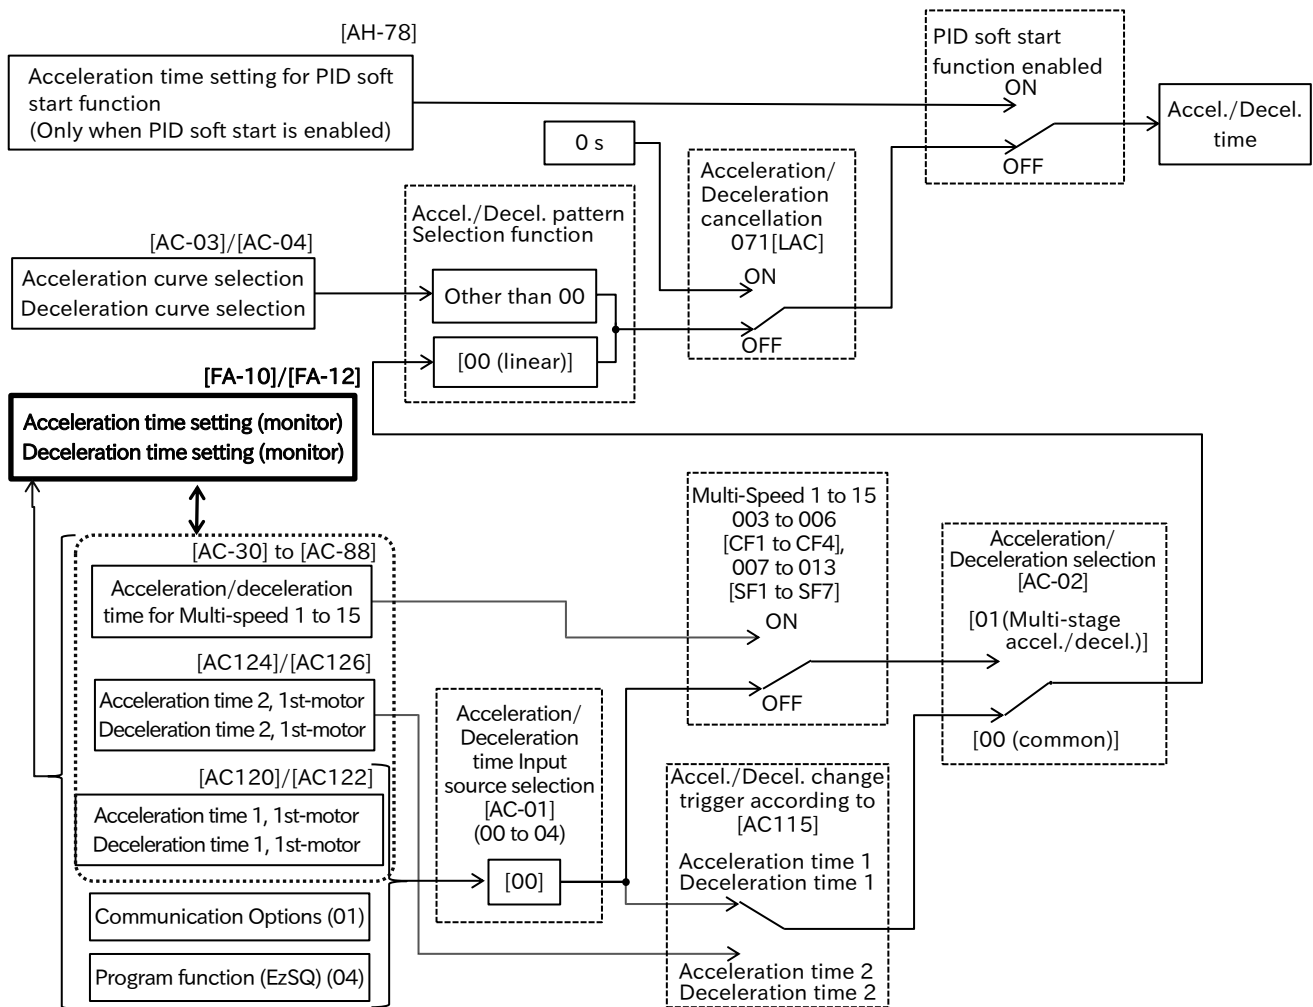 [AH-78]
Acceleration time setting for PID soft
start function
(Only when PID soft start is enabled)
PID soft start
function enabled
ON
OFF
Accel./Decel.
time
0 s
Acceleration/
Deceleration
cancellation
071[LAC]
ON
OFF
Accel./Decel. pattern
Selection function
Other than 00
[00 (linear)]
[AC-03]/[AC-04]
Acceleration curve selection
Deceleration curve selection
[FA-10]/[FA-12]
Acceleration time setting (monitor)
Deceleration time setting (monitor)
[AC-30] to [AC-88]
Acceleration/deceleration
time for Multi-speed 1 to 15
[AC124]/[AC126]
Acceleration time 2, 1st-motor
Deceleration time 2, 1st-motor
[AC120]/[AC122]
Acceleration time 1, 1st-motor
Deceleration time 1, 1st-motor
Communication Options (01)
Program function (EzSQ) (04)
Acceleration/
Deceleration
time Input
source selection
[AC-01]
(00 to 04)
[00]
Multi-Speed 1 to 15
003 to 006
[CF1 to CF4],
007 to 013
[SF1 to SF7]
ON
OFF
Accel./Decel. change
trigger according to
[AC115]
Acceleration time 1
Deceleration time 1
Acceleration time 2
Deceleration time 2
Acceleration/
Deceleration selection
[AC-02]
[01(Multi-stage
accel./decel.)]
[00 (common)]